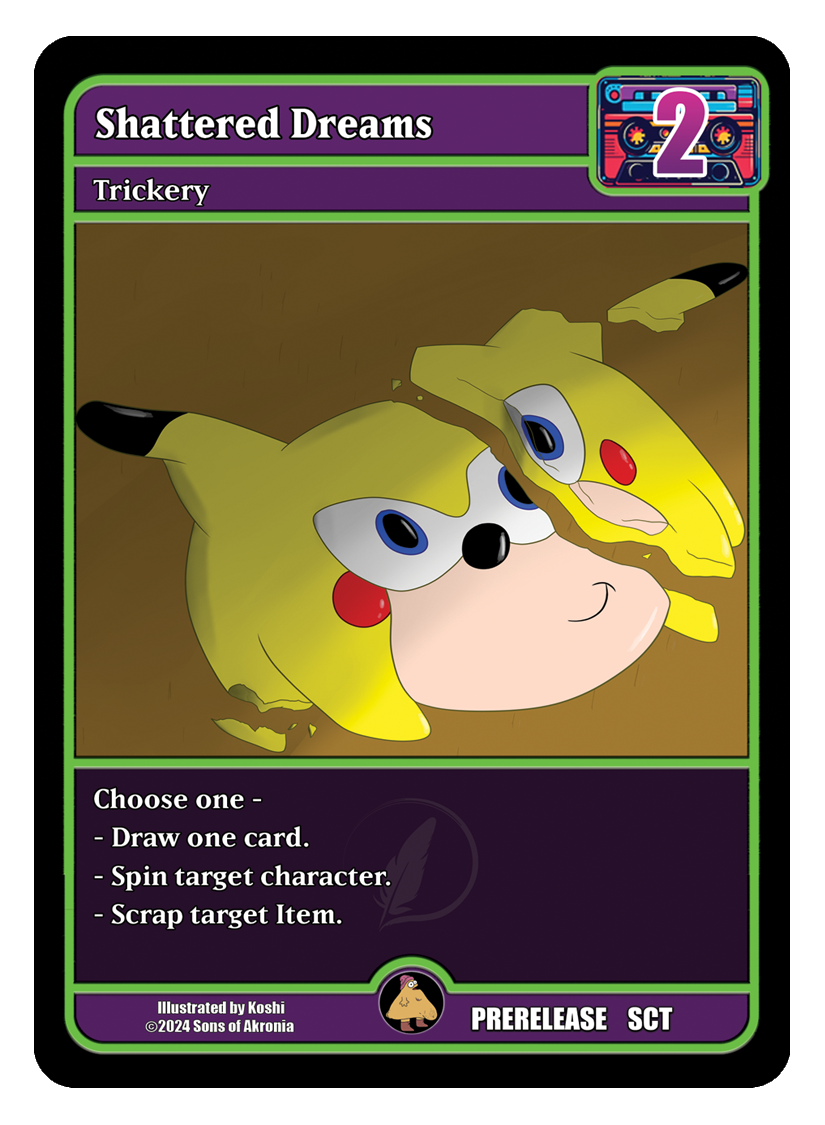 Shattered Dreams
2
Trickery
Choose one -
- Draw one card.
- Spin target character.
- Scrap target Item.
Illustrated by Koshi
©2024 Sons of Akronia
PRERELEASE SCT